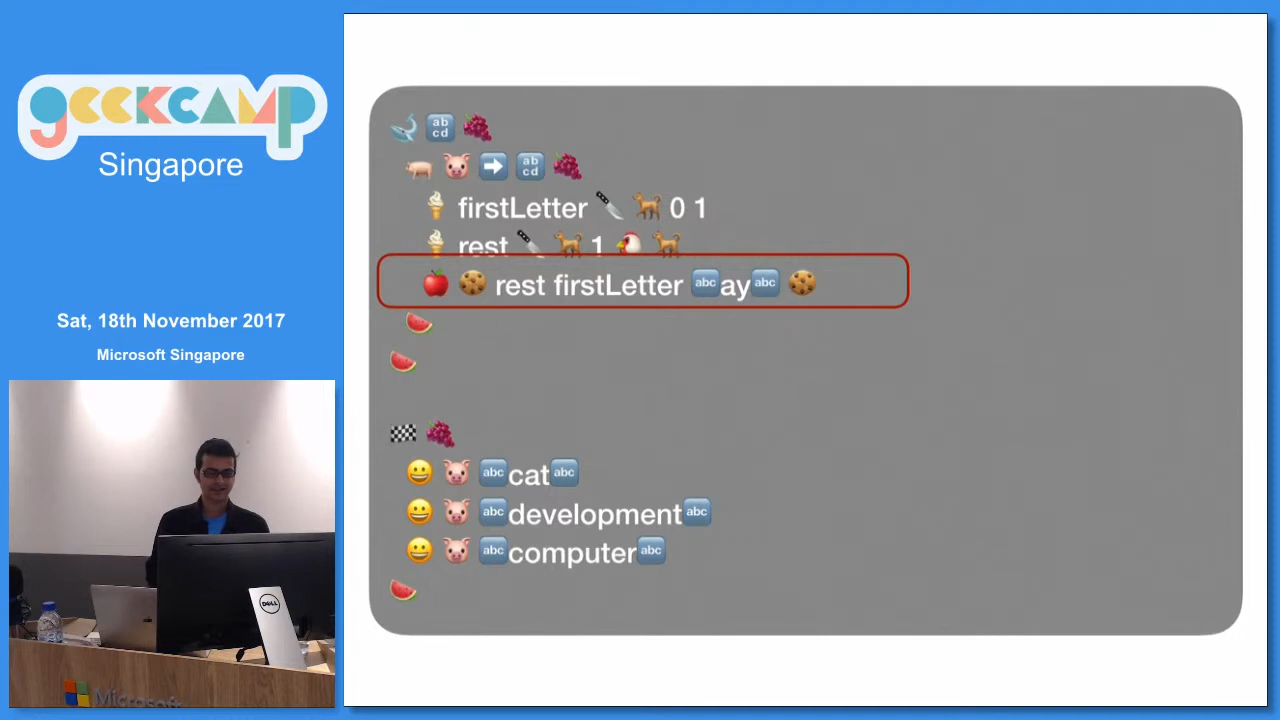 geekcamp
Singapore
Sat, 18th November 2017
Microsoft Singapore
DELL
Microsoft
🐋 🔡 🍇
🐖 🐷 ➡️ 🔡 🍇
🍦 firstLetter 🔪 🐕 0 1
🍦 rest 🔪 🐕 1 🐔 🐕
🍎 🍪 rest firstLetter 🔤ay🔤 🍪
🍉
🍉
🏁 🍇
😀 🐷 🔤cat🔤
😀 🐷 🔤development🔤
😀 🐷 🔤computer🔤
🍉